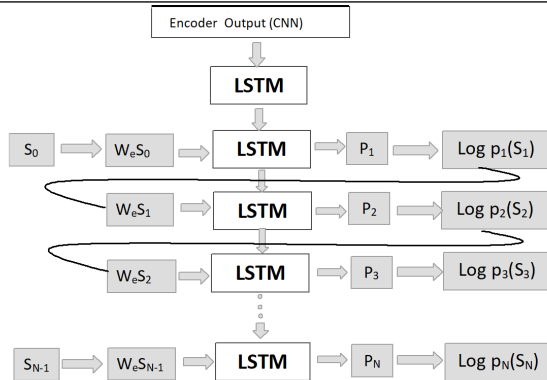 Encoder Output (CNN)
LSTM
S₀ WₑS₀ LSTM P₁ Log p₁(S₁)
WₑS₁ LSTM P₂ Log p₂(S₂)
WₑS₂ LSTM P₃ Log p₃(S₃)
Sₙ₋₁ WₑSₙ₋₁ LSTM Pₙ Log pₙ(Sₙ)